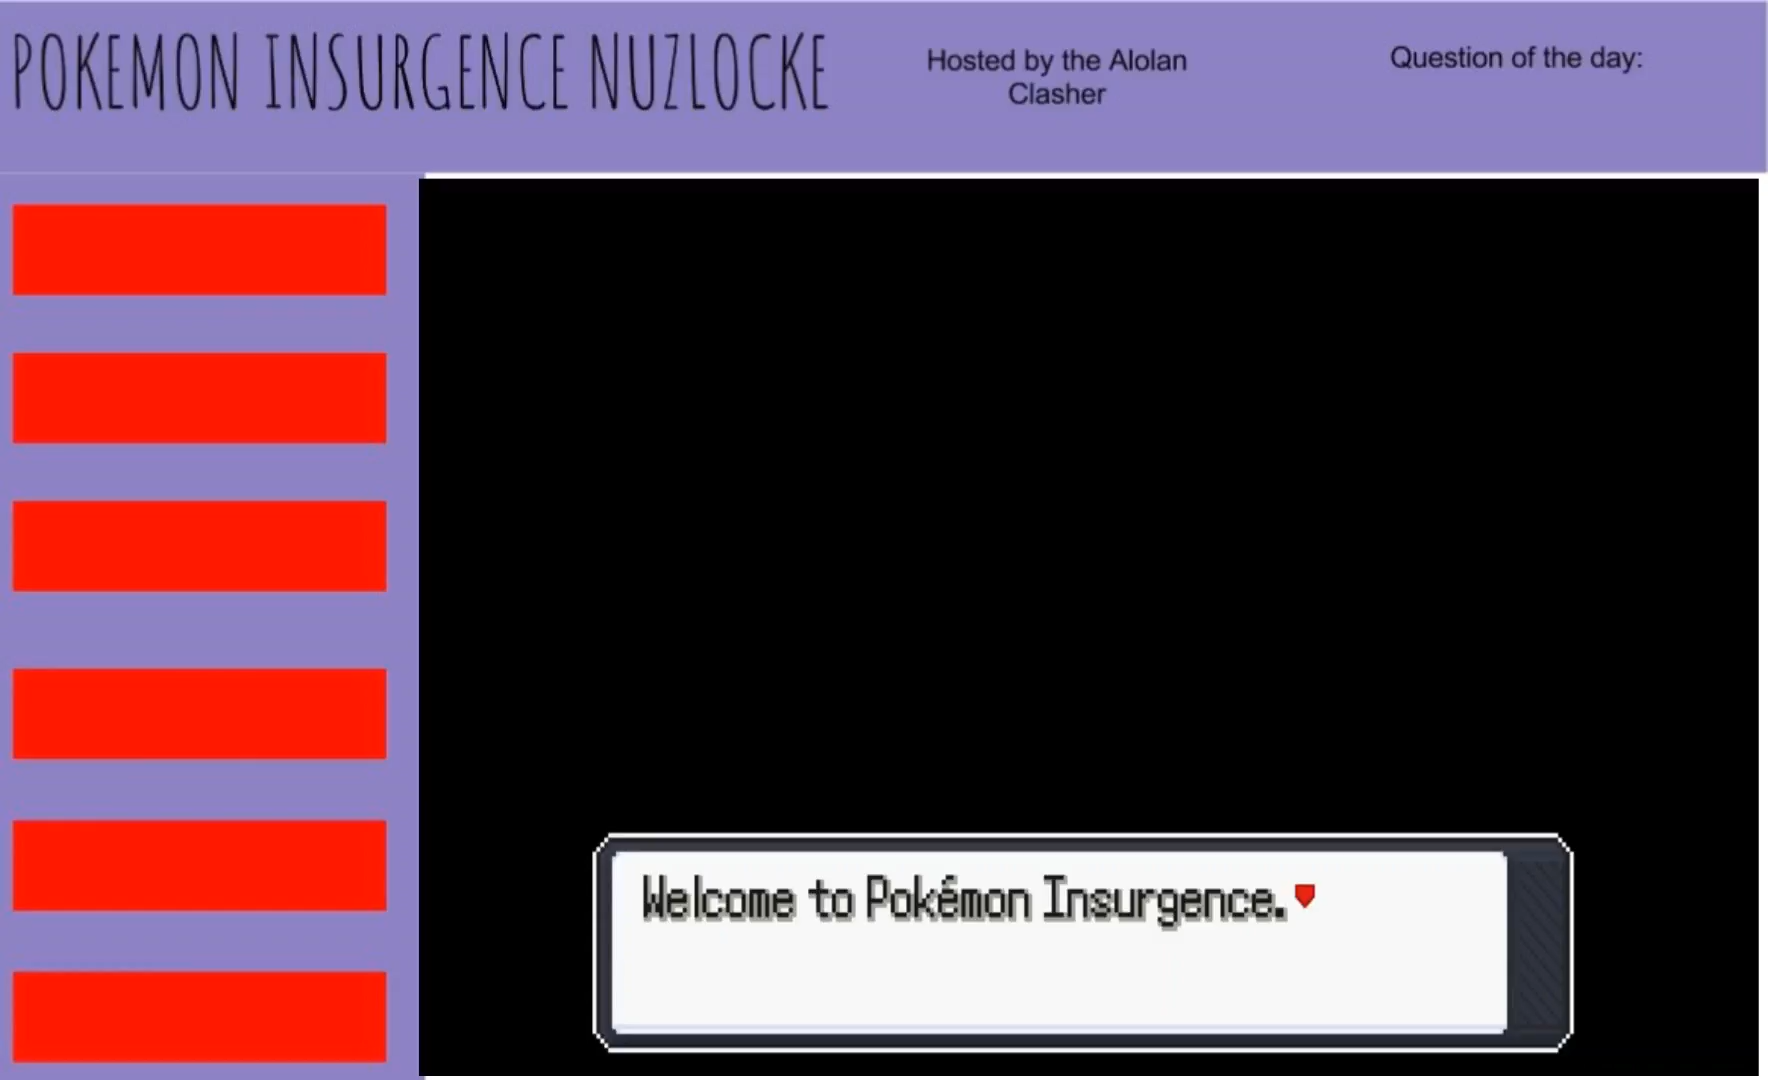 POKEMON INSURGENCE NUZLOCKE
Hosted by the Alolan
Clasher
Question of the day:
Welcome to Pokémon Insurgence.